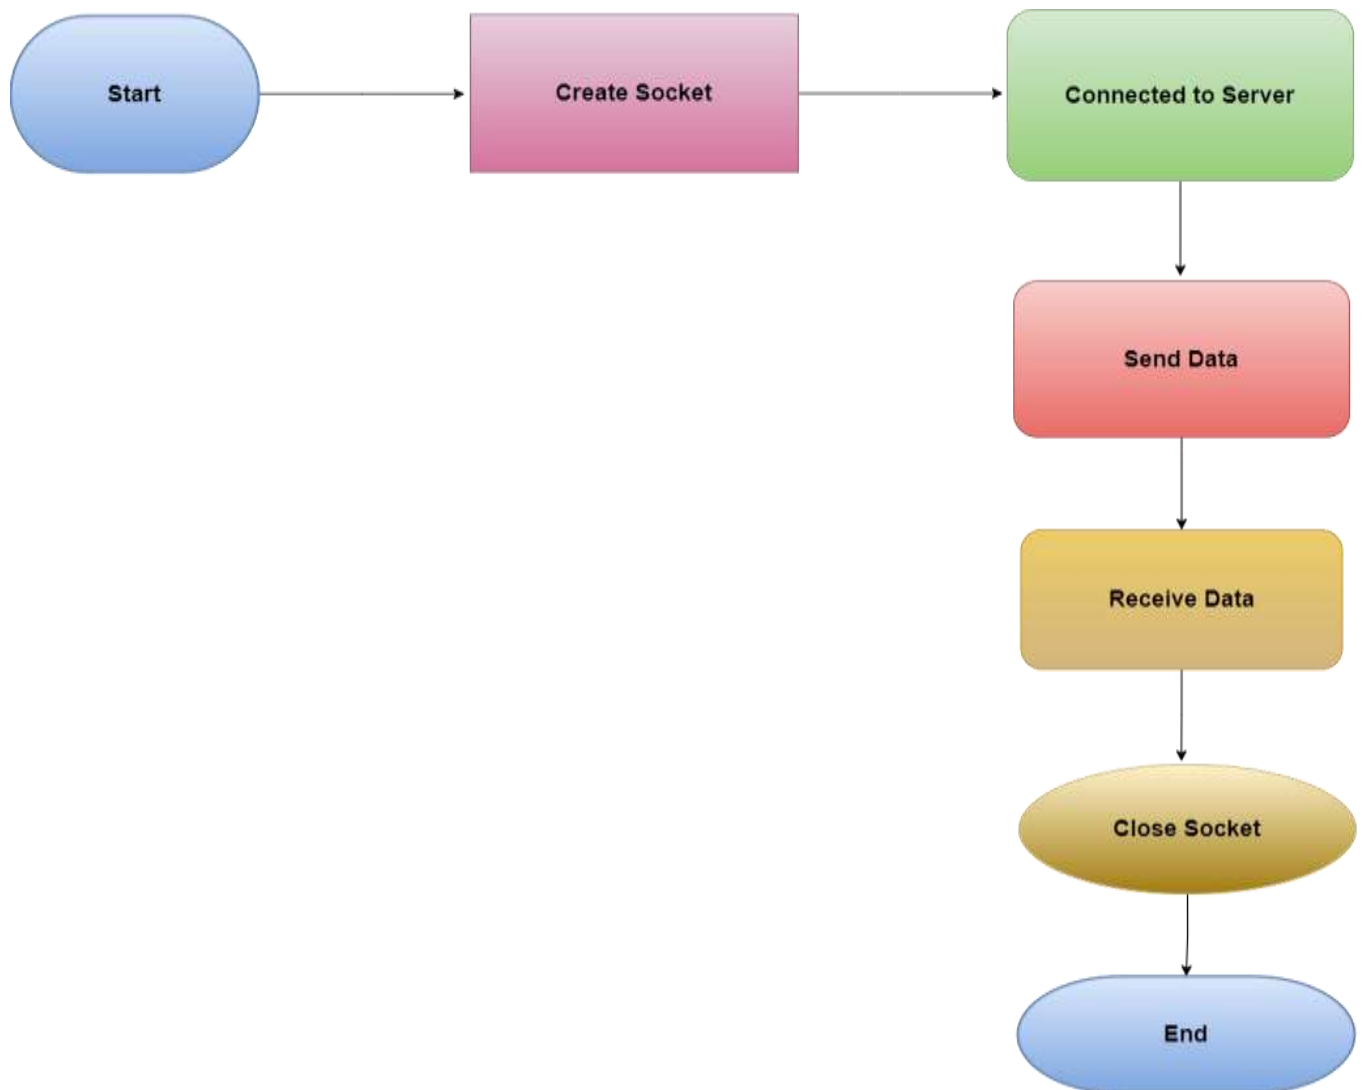 Start
Create Socket
Connected to Server
Send Data
Receive Data
Close Socket
End